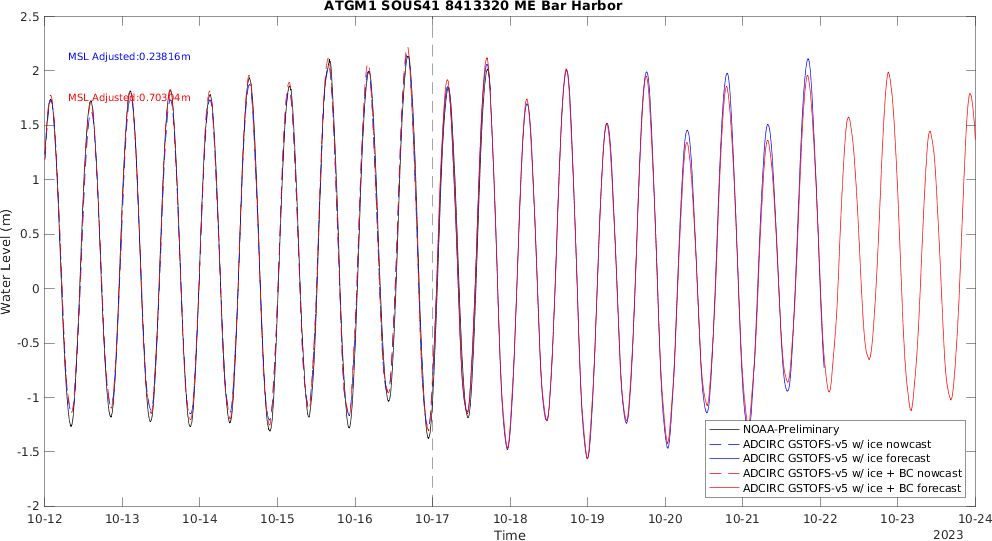 ATGM1 SOUS41 8413320 ME Bar Harbor
2.5
2
1.5
1
0.5
0
-0.5
-1
-1.5
-2
Water Level (m)
MSL Adjusted:0.23816m
MSL Adjusted:0.70304m
NOAA-Preliminary
ADCIRC GSTOFS-v5 w/ ice nowcast
ADCIRC GSTOFS-v5 w/ ice forecast
ADCIRC GSTOFS-v5 w/ ice + BC nowcast
ADCIRC GSTOFS-v5 w/ ice + BC forecast
10-12 10-13 10-14 10-15 10-16 10-17 10-18 10-19 10-20 10-21 10-22 10-23 10-24
Time
2023